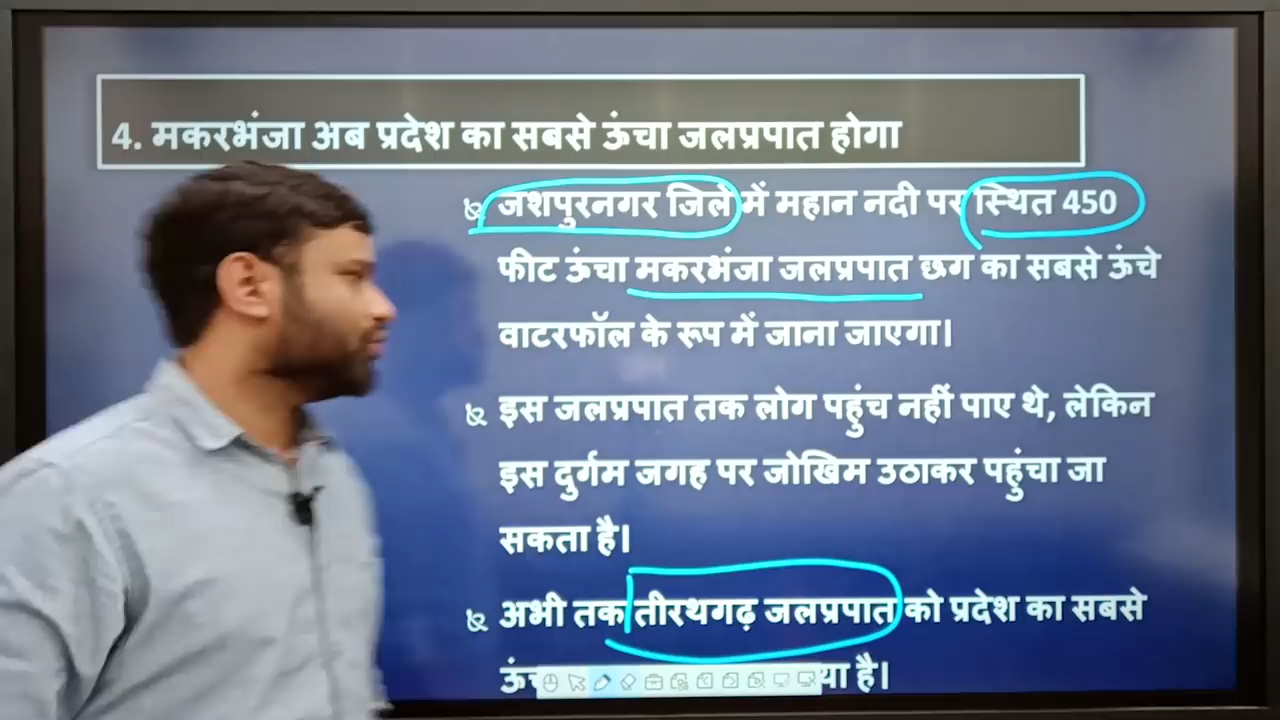 4. मकरभंजा अब प्रदेश का सबसे ऊंचा जलप्रपात होगा
जशपुरनगर जिले में महान नदी पर स्थित 450
फीट ऊंचा मकरभंजा जलप्रपात छग का सबसे ऊंचे
वाटरफॉल के रूप में जाना जाएगा।
इस जलप्रपात तक लोग पहुंच नहीं पाए थे, लेकिन
इस दुर्गम जगह पर जोखिम उठाकर पहुंचा जा
सकता है।
अभी तक तीरथगढ़ जलप्रपात को प्रदेश का सबसे
है।